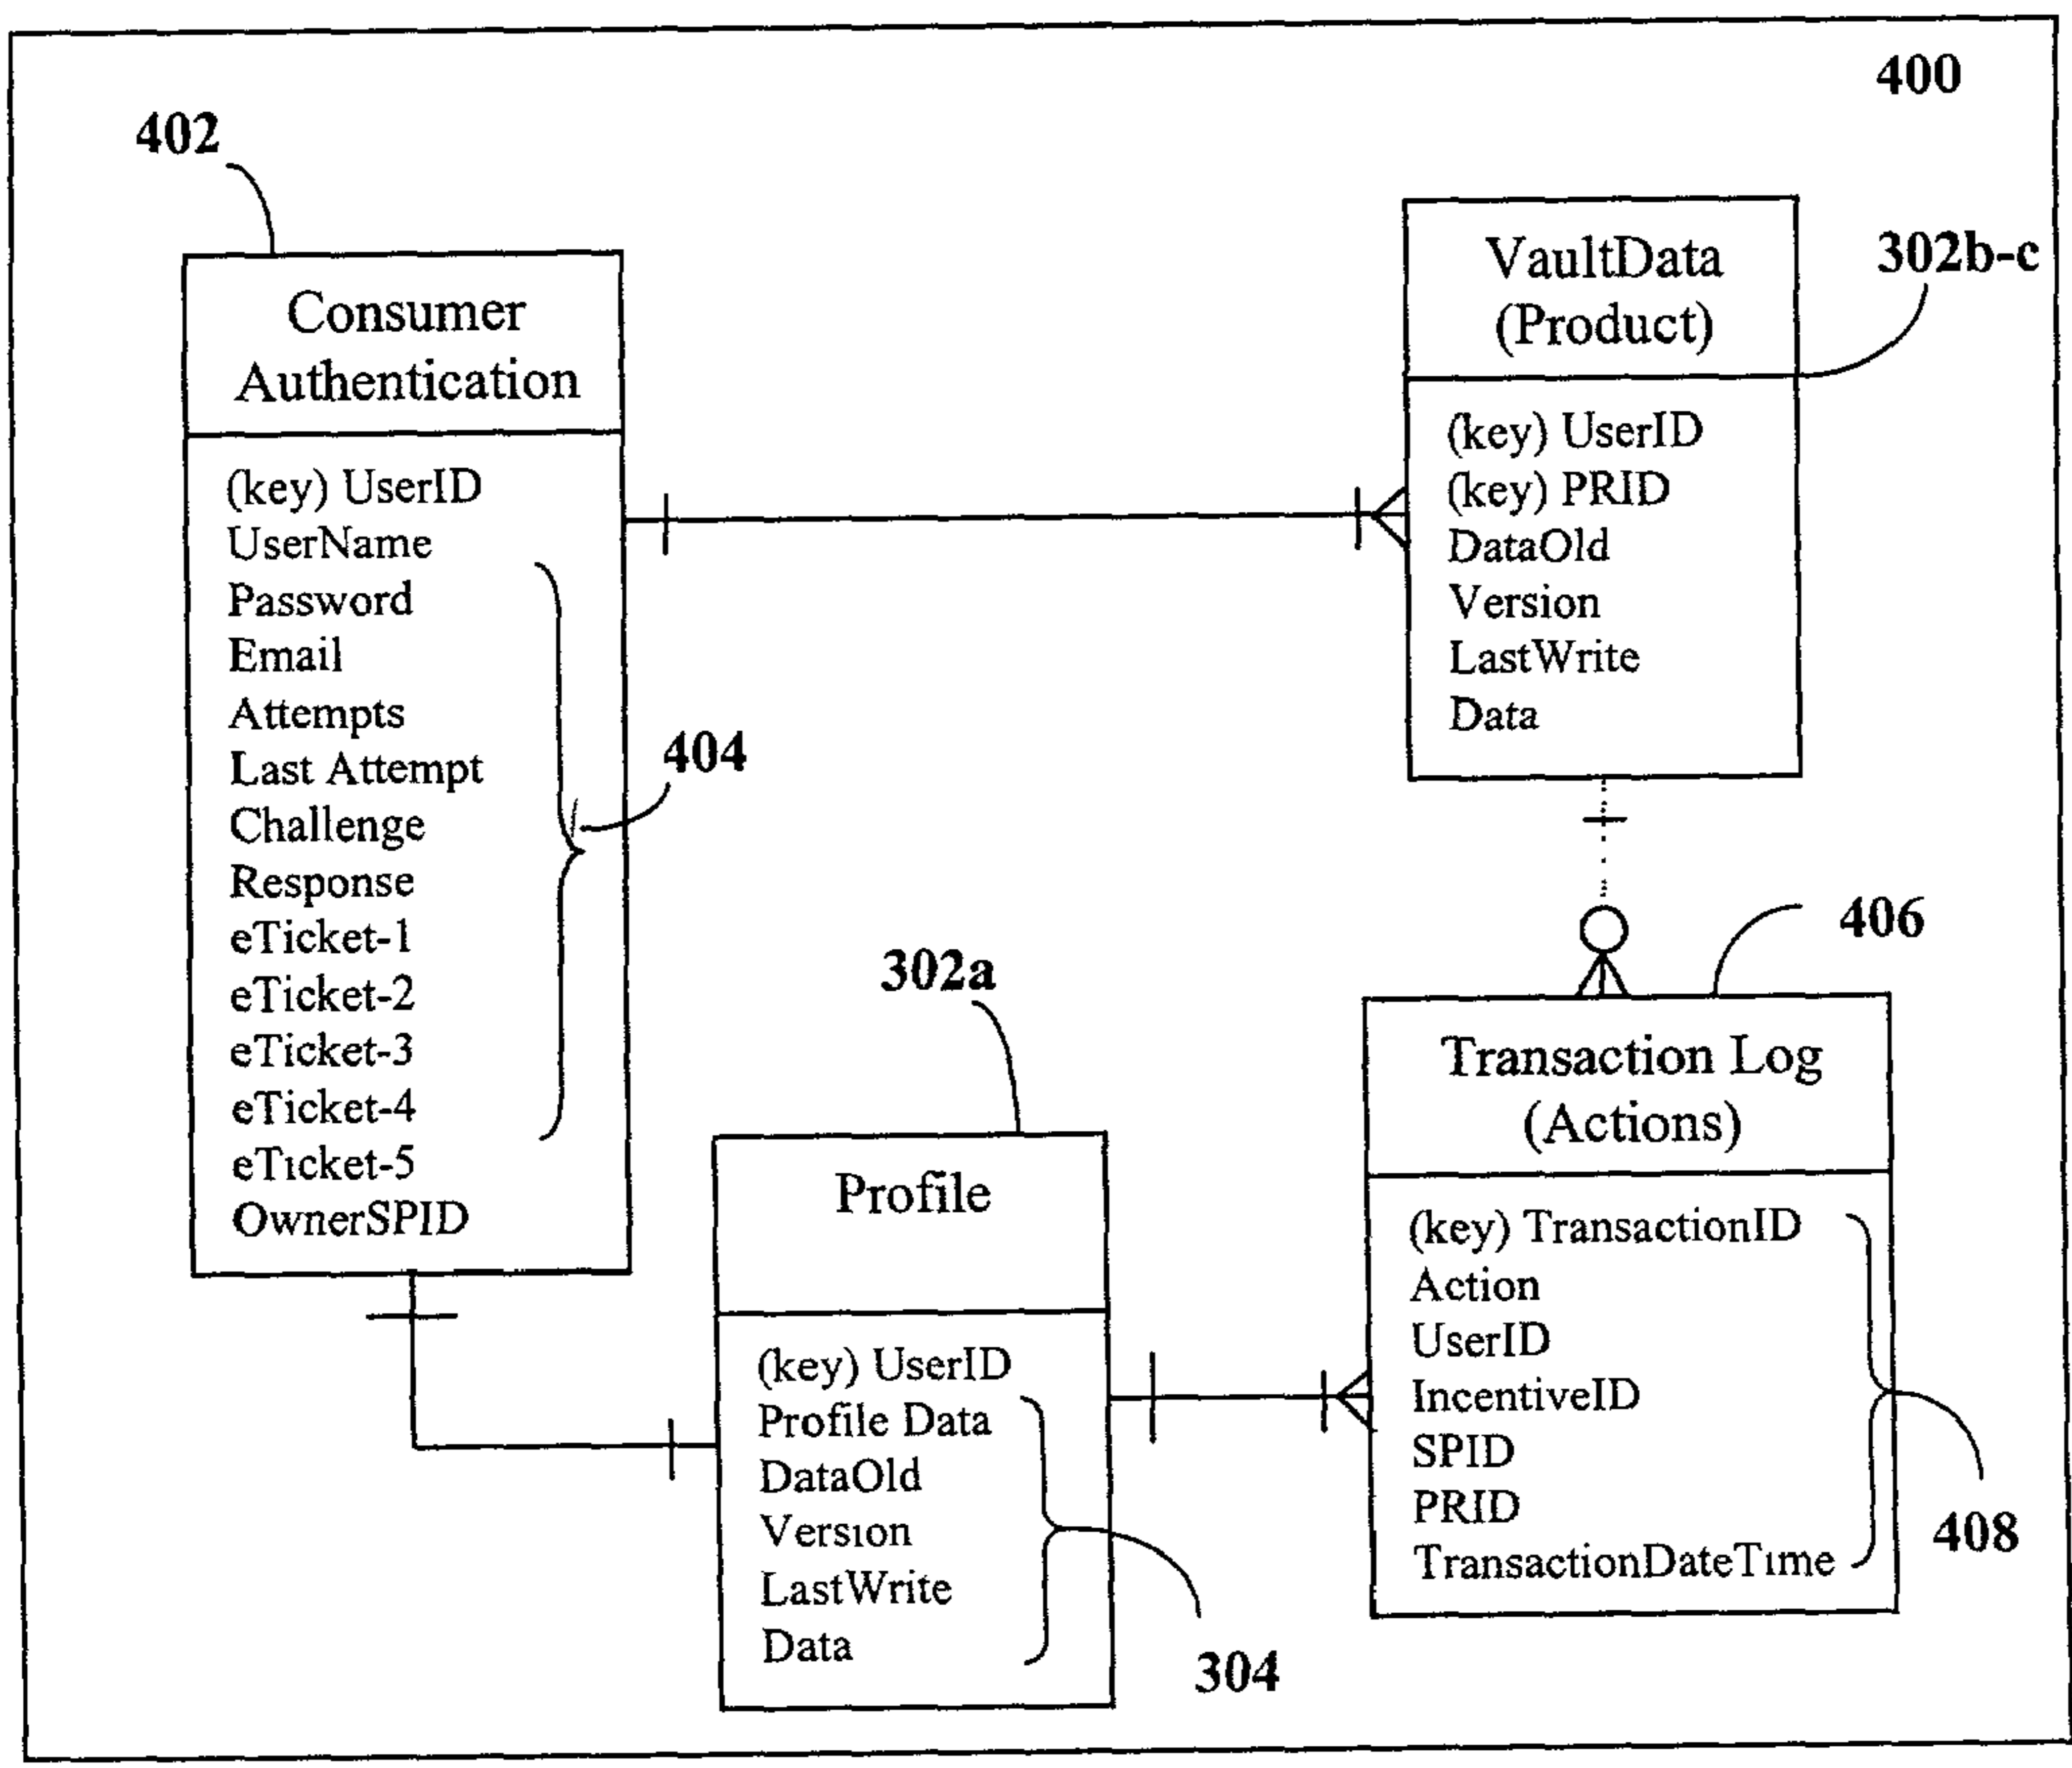 400
402
Consumer
Authentication
(key) UserID
UserName
Password
Email
Attempts
Last Attempt
Challenge
Response
eTicket-1
eTicket-2
eTicket-3
eTicket-4
eTicket-5
OwnerSPID
404
VaultData
(Product)
302b-c
(key) UserID
(key) PRID
DataOld
Version
LastWrite
Data
302a
Profile
(key) UserID
Profile Data
DataOld
Version
LastWrite
Data
304
406
Transaction Log
(Actions)
(key) TransactionID
Action
UserID
IncentiveID
SPID
PRID
TransactionDateTime
408